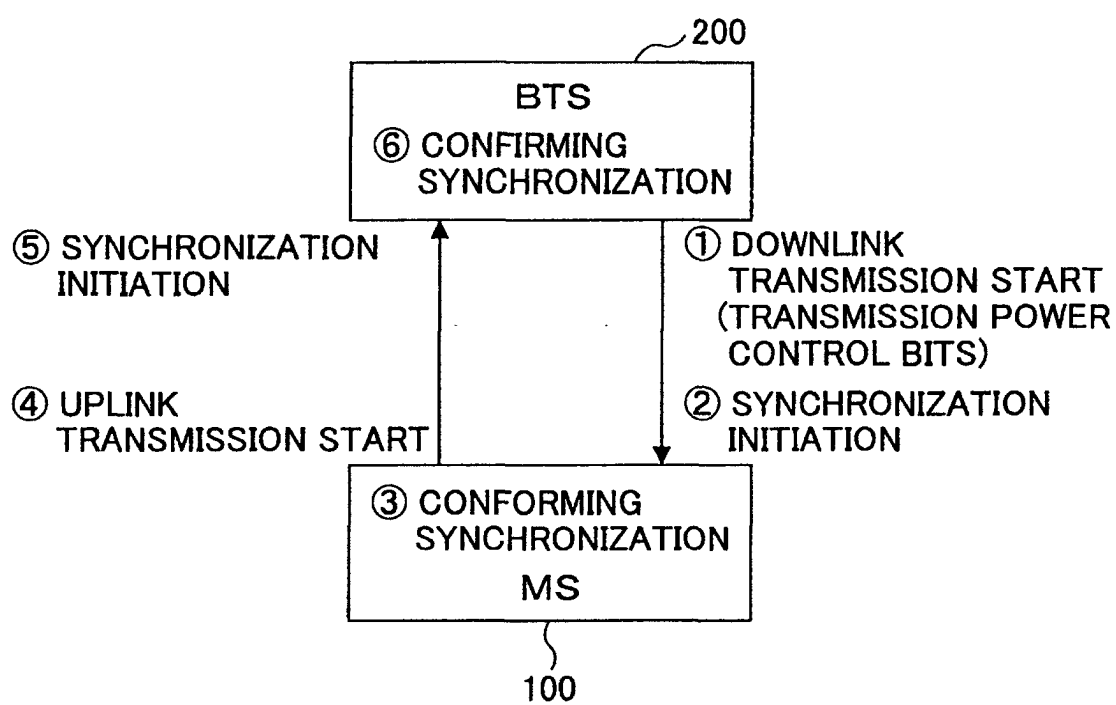 200
BTS
⑥ CONFIRMING
SYNCHRONIZATION
⑤ SYNCHRONIZATION
INITIATION
① DOWNLINK
TRANSMISSION START
(TRANSMISSION POWER
CONTROL BITS)
④ UPLINK
TRANSMISSION START
② SYNCHRONIZATION
INITIATION
③ CONFORMING
SYNCHRONIZATION
MS
100